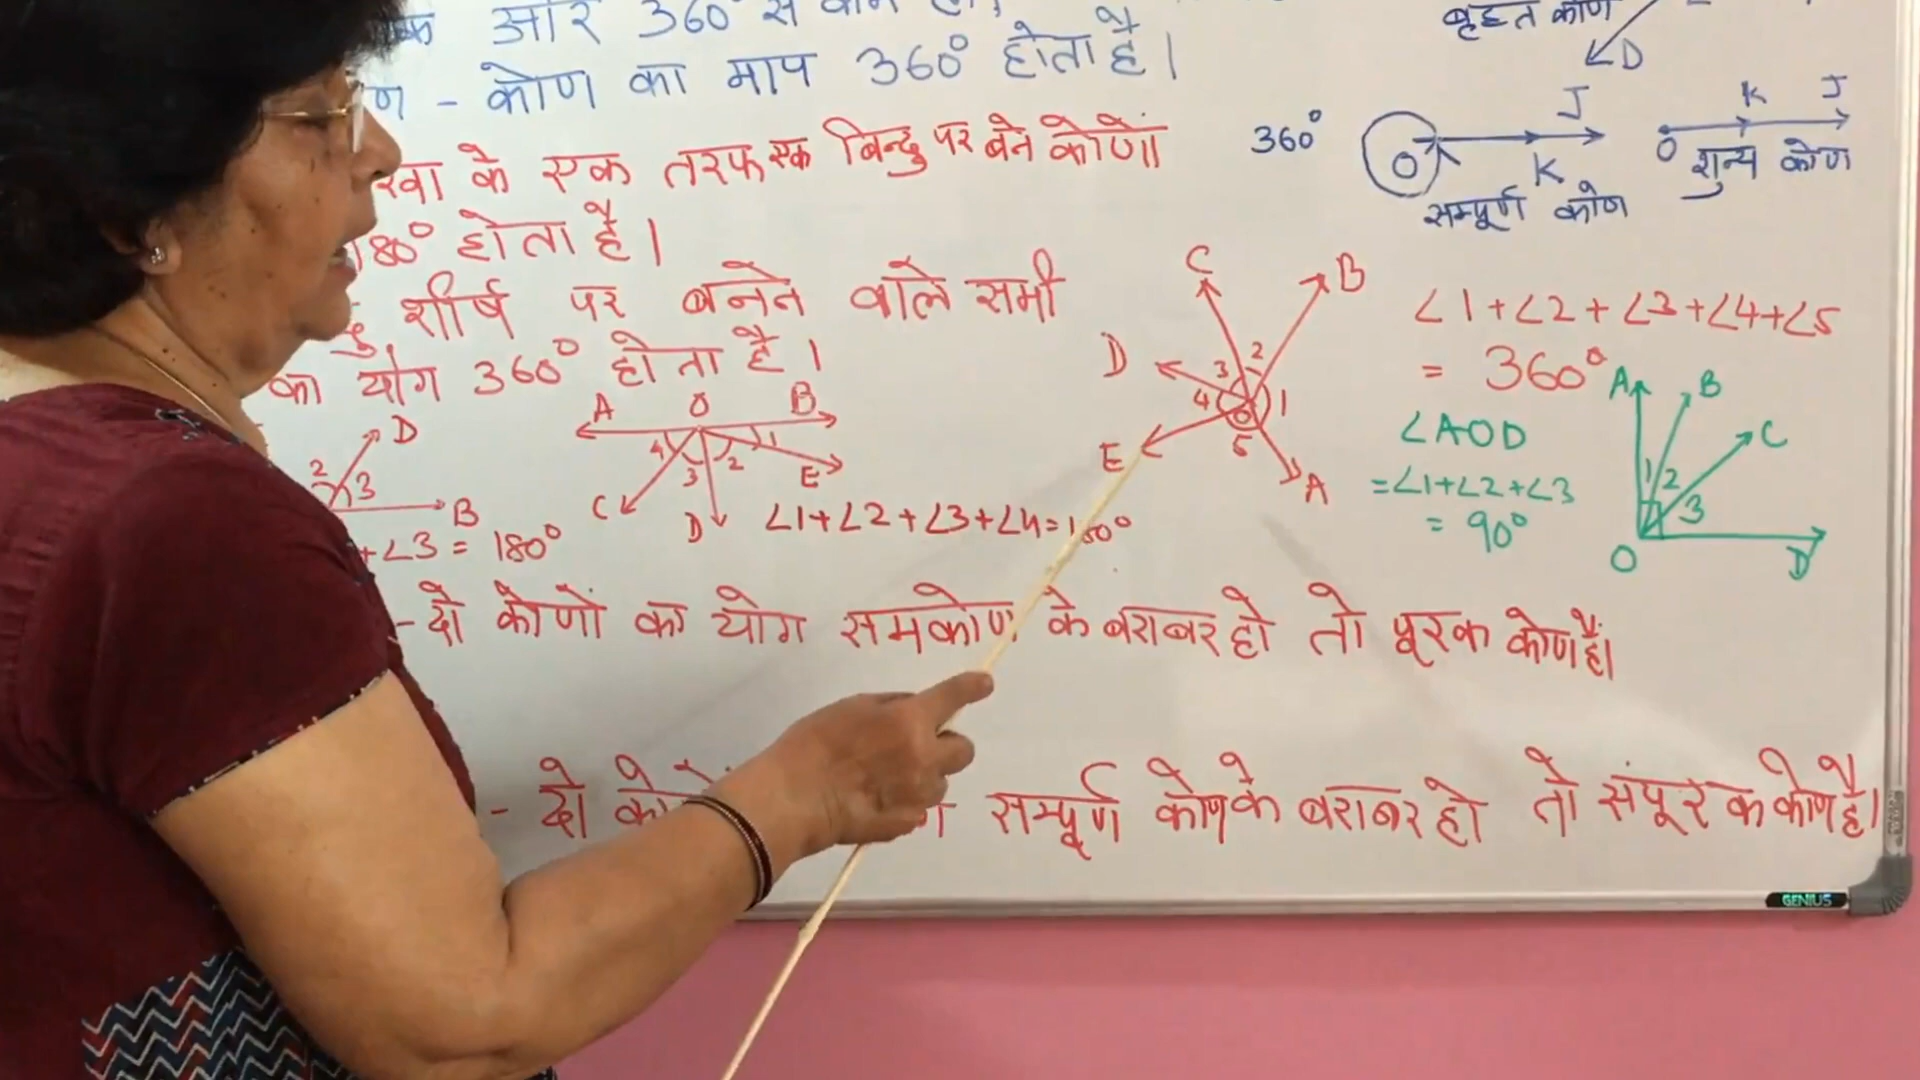 और 360° से
कोण का माप 360° होता है।
के एक तरफ एक बिन्दु पर बने कोणों
180° होता है।
शीर्ष पर बनने वाले सभी
का योग 360° होता है।
बृहत कोण
D
360°
O
J
K
सम्पूर्ण कोण
K J
O
शुन्य कोण
D
2 3
B
+∠3 = 180°
A O B
4 3 2 1
C D E
∠1+∠2+∠3+∠4=180°
C B
D 3 2
4 O 1
E 5 A
∠1+∠2+∠3+∠4+∠5
= 360°
∠AOD
=∠1+∠2+∠3
= 90°
A B C
1 2 3
O D
- दो कोणों का योग समकोण के बराबर हो तो पूरक कोण हैं।
- दो सम्पूर्ण कोण के बराबर हो तो संपूरक कोण है।
GENIUS